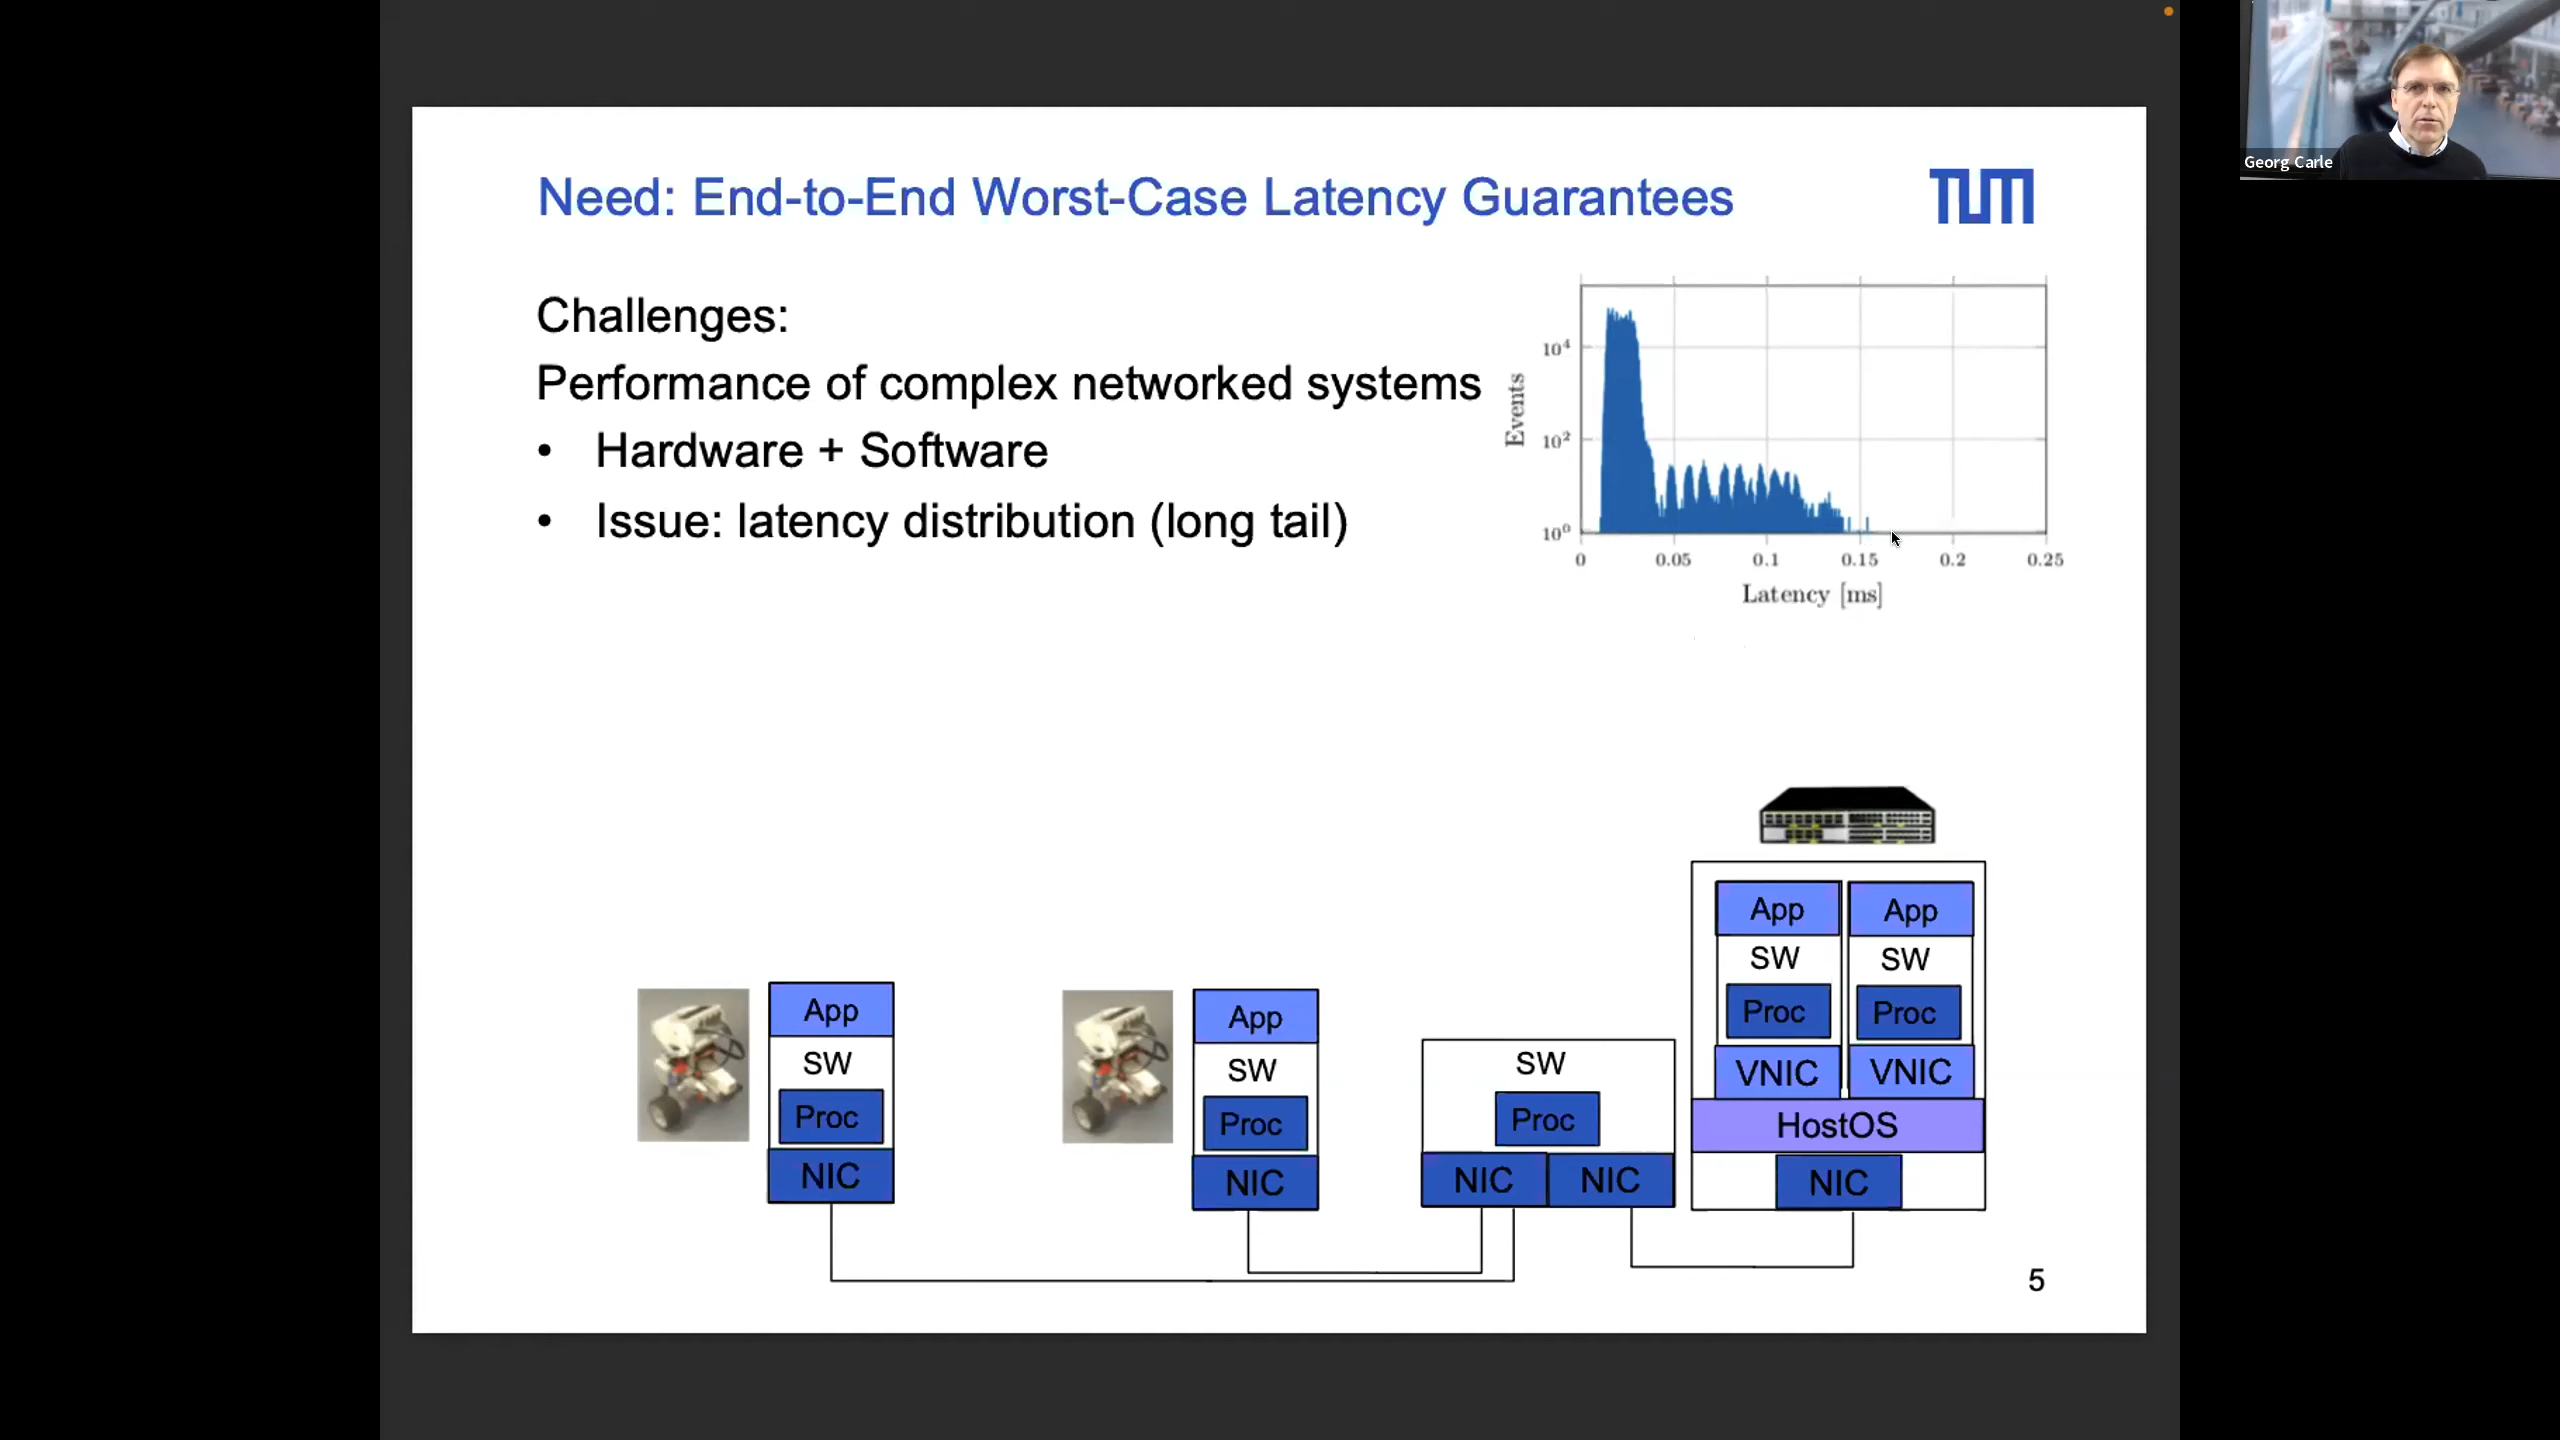 Georg Carle
Need: End-to-End Worst-Case Latency Guarantees
TUM
Challenges:
Performance of complex networked systems
• Hardware + Software
• Issue: latency distribution (long tail)
Events
10⁴
10²
10⁰
0 0.05 0.1 0.15 0.2 0.25
Latency [ms]
App
SW
Proc
NIC
App
SW
Proc
NIC
SW
Proc
NIC NIC
App App
SW SW
Proc Proc
VNIC VNIC
HostOS
NIC
5